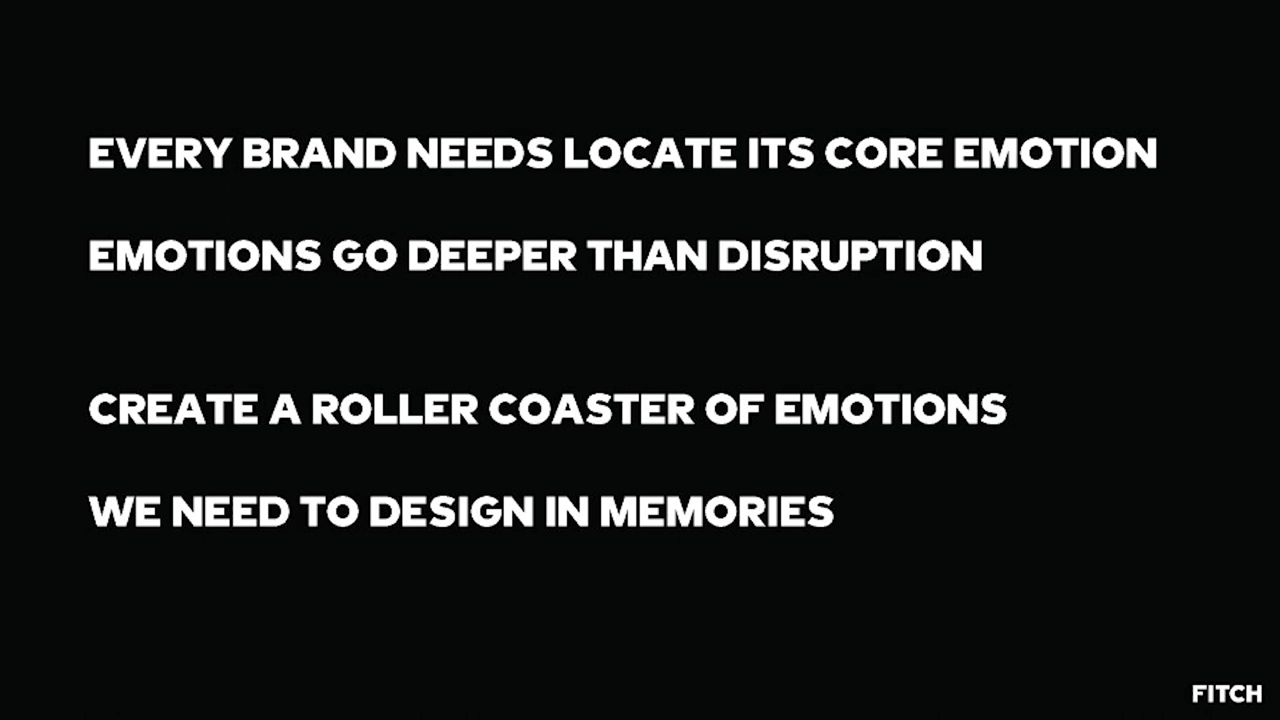 EVERY BRAND NEEDS LOCATE ITS CORE EMOTION
EMOTIONS GO DEEPER THAN DISRUPTION
CREATE A ROLLER COASTER OF EMOTIONS
WE NEED TO DESIGN IN MEMORIES
FITCH